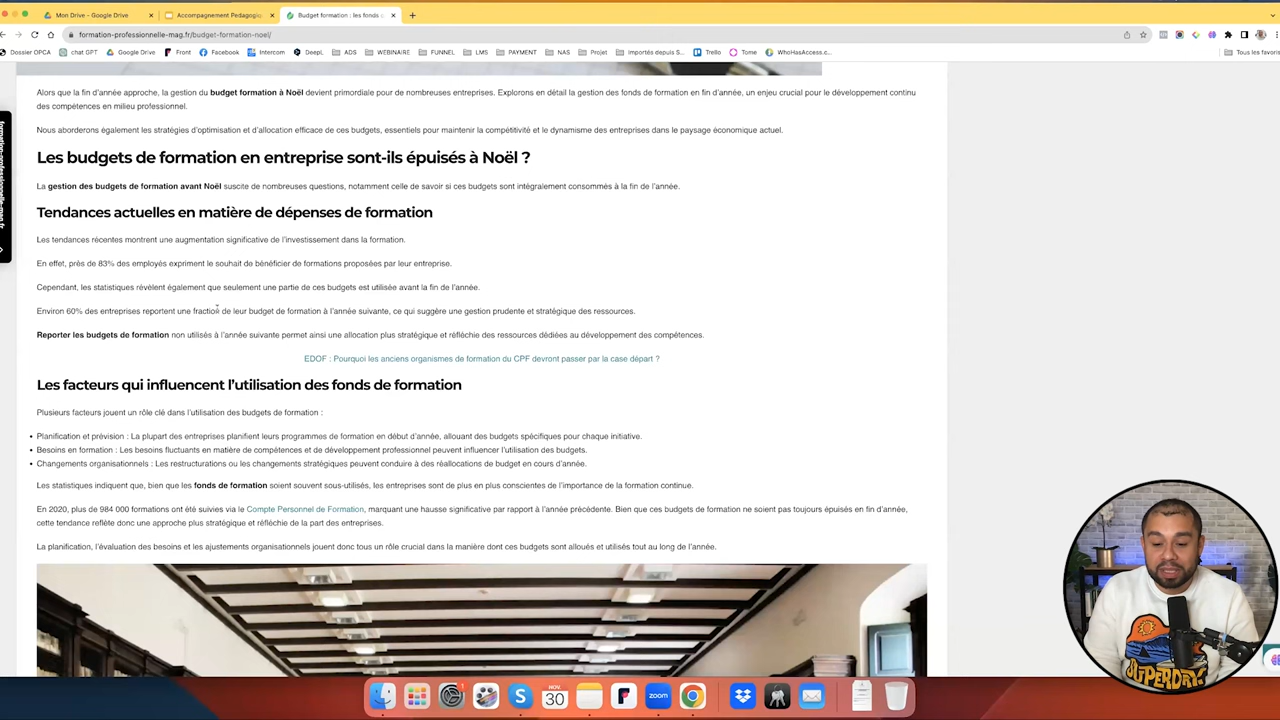 Mon Drive - Google Drive
Accompagnement Pedagogiq
Budget formation : les fonds
formation-professionnelle-mag.fr/budget-formation-noel/
Dossier OPCA
chat GPT
Google Drive
Front
Facebook
Intercom
DeepL
ADS
WEBINAIRE
FUNNEL
LMS
PAYMENT
NAS
Projet
Importés depuis S...
Trello
Tome
WhoHasAccess.c...
Tous les favoris
formation-professionnelle-mag.fr
Alors que la fin d'année approche, la gestion du budget formation à Noël devient primordiale pour de nombreuses entreprises. Explorons en détail la gestion des fonds de formation en fin d'année, un enjeu crucial pour le développement continu
des compétences en milieu professionnel.
Nous aborderons également les stratégies d'optimisation et d'allocation efficace de ces budgets, essentiels pour maintenir la compétitivité et le dynamisme des entreprises dans le paysage économique actuel.
Les budgets de formation en entreprise sont-ils épuisés à Noël ?
La gestion des budgets de formation avant Noël suscite de nombreuses questions, notamment celle de savoir si ces budgets sont intégralement consommés à la fin de l'année.
Tendances actuelles en matière de dépenses de formation
Les tendances récentes montrent une augmentation significative de l'investissement dans la formation.
En effet, près de 83% des employés expriment le souhait de bénéficier de formations proposées par leur entreprise.
Cependant, les statistiques révèlent également que seulement une partie de ces budgets est utilisée avant la fin de l'année.
Environ 60% des entreprises reportent une fraction de leur budget de formation à l'année suivante, ce qui suggère une gestion prudente et stratégique des ressources.
Reporter les budgets de formation non utilisés à l'année suivante permet ainsi une allocation plus stratégique et réfléchie des ressources dédiées au développement des compétences.
EDOF : Pourquoi les anciens organismes de formation du CPF devront passer par la case départ ?
Les facteurs qui influencent l'utilisation des fonds de formation
Plusieurs facteurs jouent un rôle clé dans l'utilisation des budgets de formation :
• Planification et prévision : La plupart des entreprises planifient leurs programmes de formation en début d'année, allouant des budgets spécifiques pour chaque initiative.
• Besoins en formation : Les besoins fluctuants en matière de compétences et de développement professionnel peuvent influencer l'utilisation des budgets.
• Changements organisationnels : Les restructurations ou les changements stratégiques peuvent conduire à des réallocations de budget en cours d'année.
Les statistiques indiquent que, bien que les fonds de formation soient souvent sous-utilisés, les entreprises sont de plus en plus conscientes de l'importance de la formation continue.
En 2020, plus de 984 000 formations ont été suivies via le Compte Personnel de Formation, marquant une hausse significative par rapport à l'année précédente. Bien que ces budgets de formation ne soient pas toujours épuisés en fin d'année,
cette tendance reflète donc une approche plus stratégique et réfléchie de la part des entreprises.
La planification, l'évaluation des besoins et les ajustements organisationnels jouent donc tous un rôle crucial dans la manière dont ces budgets sont alloués et utilisés tout au long de l'année.
SUPERDRY.
NOV.
30
zoom